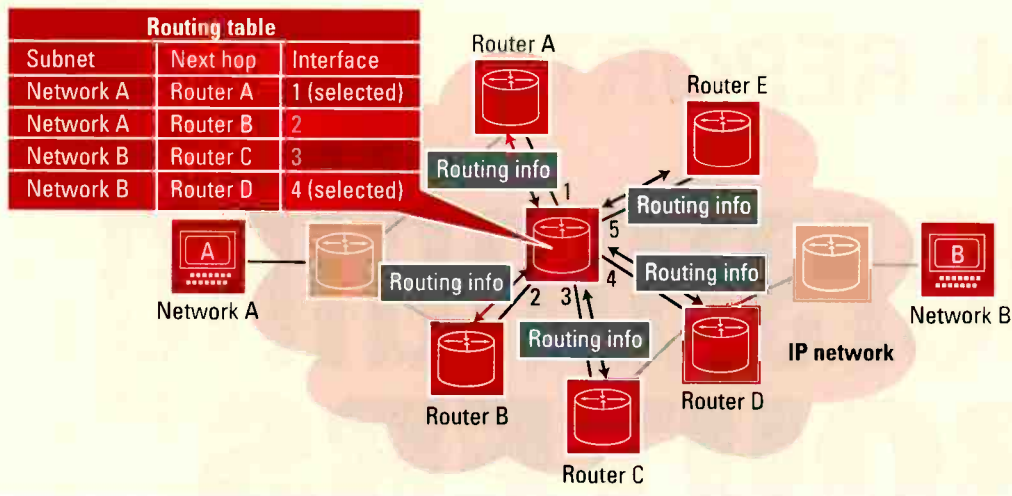 Routing table
Subnet Next hop Interface
Network A Router A 1 (selected)
Network A Router B 2
Network B Router C 3
Network B Router D 4 (selected)
Router A
Router E
Routing info
1
Routing info
5
A
Network A
Routing info
2
3
4
Routing info
B
Network B
Routing info
IP network
Router B
Router D
Router C